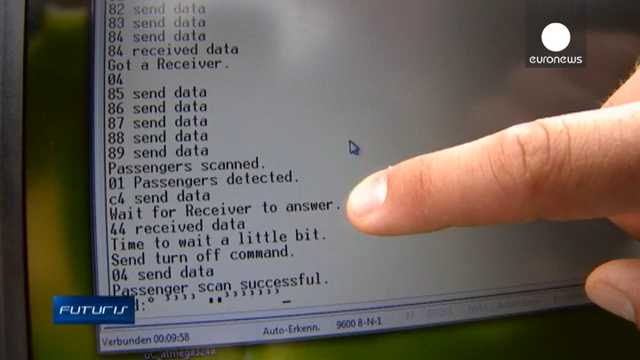 82 send data
83 send data
84 send data
84 received data
Got a Receiver.
04
85 send data
86 send data
87 send data
88 send data
89 send data
Passengers scanned.
01 Passengers detected.
c4 send data
Wait for Receiver to answer.
44 received data
Time to wait a little bit.
Send turn off command.
04 send data
Passenger scan successful.
Verbunden 00:09:58 Auto-Erkenn. 9600 8-N-1
euronews
FUTURIS